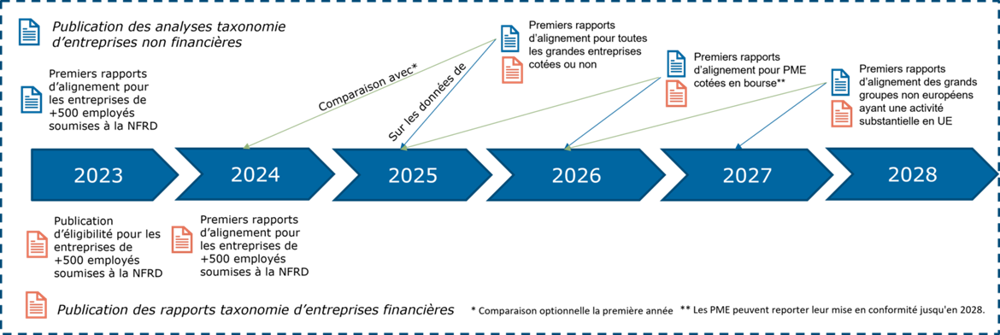 Publication des analyses taxonomie
d’entreprises non financières
Premiers rapports
d’alignement pour
les entreprises de
+500 employés
soumises à la NFRD
Comparaison avec*
Sur les données de
Premiers rapports
d’alignement pour toutes
les grandes entreprises
cotées ou non
Premiers rapports
d’alignement pour PME
cotées en bourse**
Premiers rapports
d’alignement des grands
groupes non européens
ayant une activité
substantielle en UE
2023
2024
2025
2026
2027
2028
Publication
d’éligibilité pour les
entreprises de
+500 employés
soumises à la NFRD
Premiers rapports
d’alignement pour
les entreprises de
+500 employés
soumises à la NFRD
Publication des rapports taxonomie d’entreprises financières
* Comparaison optionnelle la première année
** Les PME peuvent reporter leur mise en conformité jusqu'en 2028.